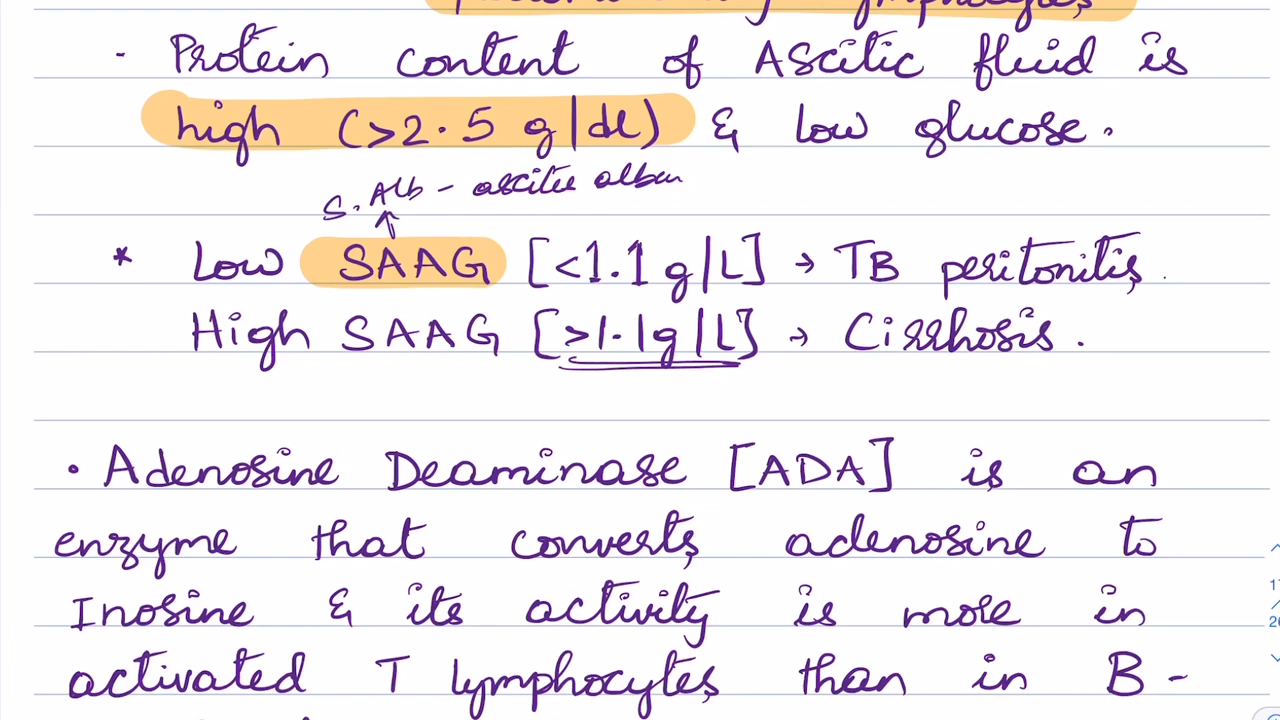 lymphocytes
- Protein content of Ascitic fluid is
high (>2.5 g/dl) & low glucose.
S. Alb - ascitic albu
* Low SAAG [<1.1 g/L] → TB peritonitis.
High SAAG [>1.1g/L] → Cirrhosis.
• Adenosine Deaminase [ADA] is an
enzyme that converts adenosine to
Inosine & its activity is more in
activated T lymphocytes than in B-